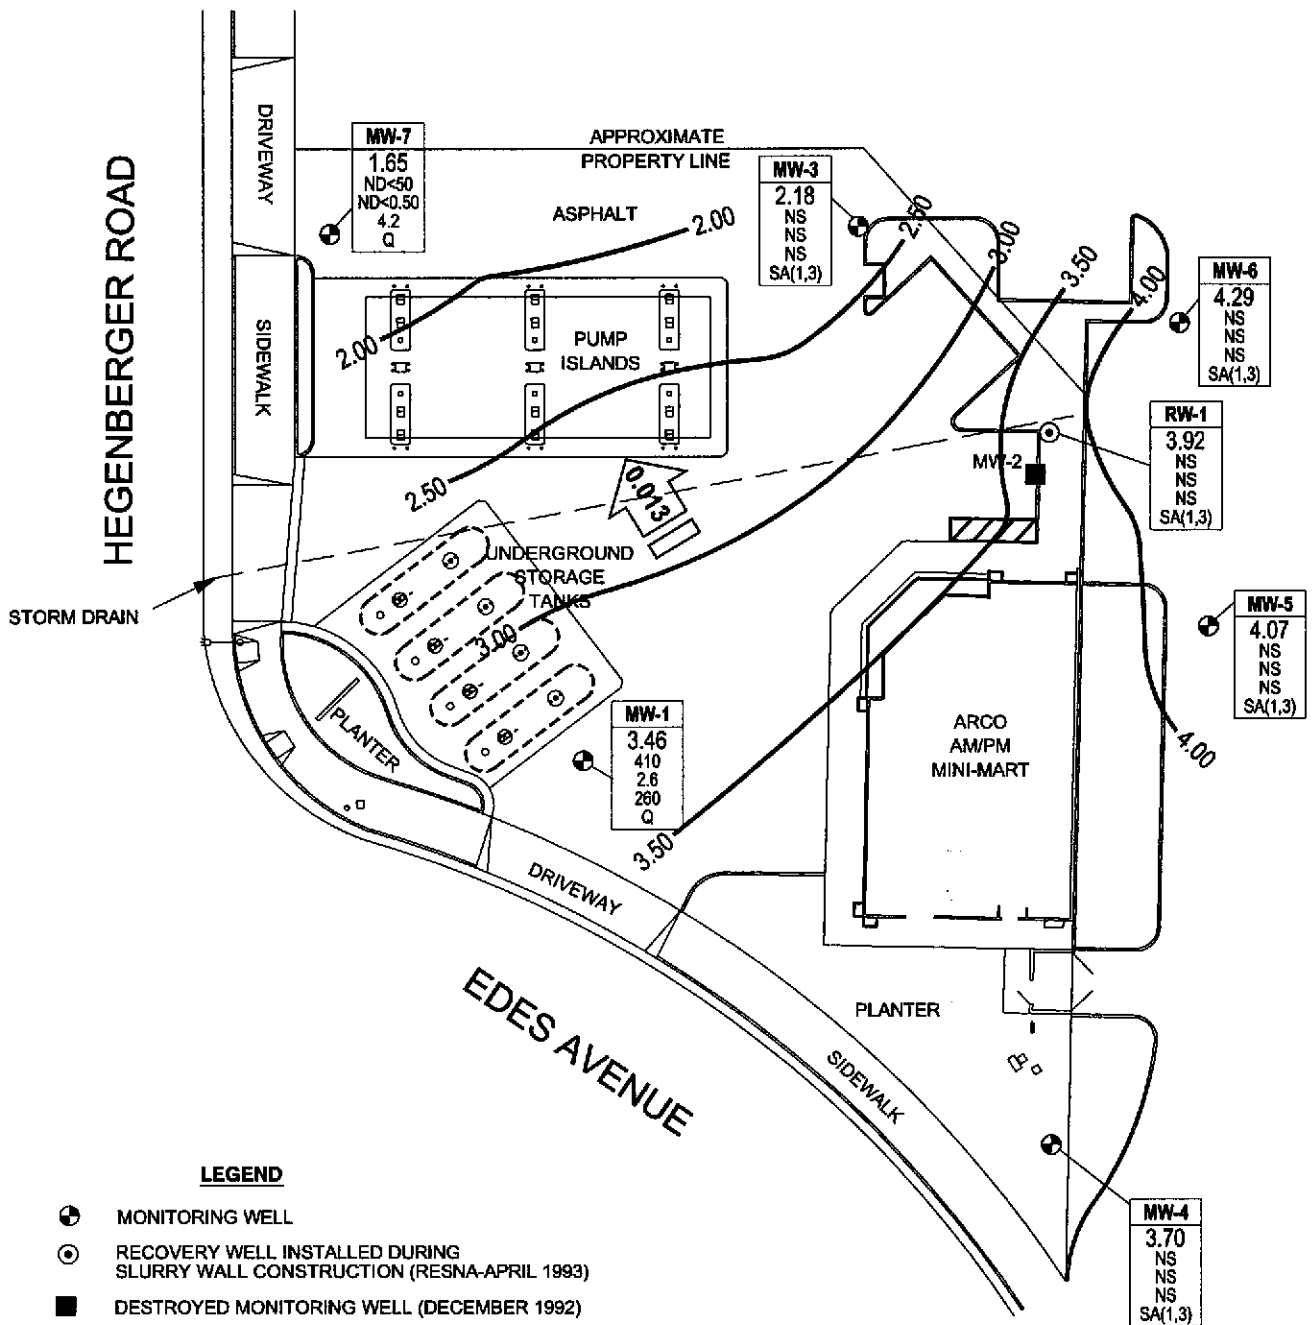 HEGENBERGER ROAD
DRIVEWAY
SIDEWALK
MW-7
1.65
ND<50
ND<0.50
4.2
Q
APPROXIMATE
PROPERTY LINE
ASPHALT
MW-3
2.18
NS
NS
NS
SA(1,3)
2.00
2.50
3.00
3.50
4.00
MW-6
4.29
NS
NS
NS
SA(1,3)
2.00
PUMP
ISLANDS
RW-1
3.92
NS
NS
NS
SA(1,3)
MW-2
2.50
0.013
UNDERGROUND
STORAGE
TANKS
3.00
STORM DRAIN
MW-5
4.07
NS
NS
NS
SA(1,3)
PLANTER
MW-1
3.46
410
2.6
260
Q
ARCO
AM/PM
MINI-MART
4.00
3.50
DRIVEWAY
EDES AVENUE
PLANTER
SIDEWALK
MW-4
3.70
NS
NS
NS
SA(1,3)
LEGEND
MONITORING WELL
RECOVERY WELL INSTALLED DURING
SLURRY WALL CONSTRUCTION (RESNA-APRIL 1993)
DESTROYED MONITORING WELL (DECEMBER 1992)